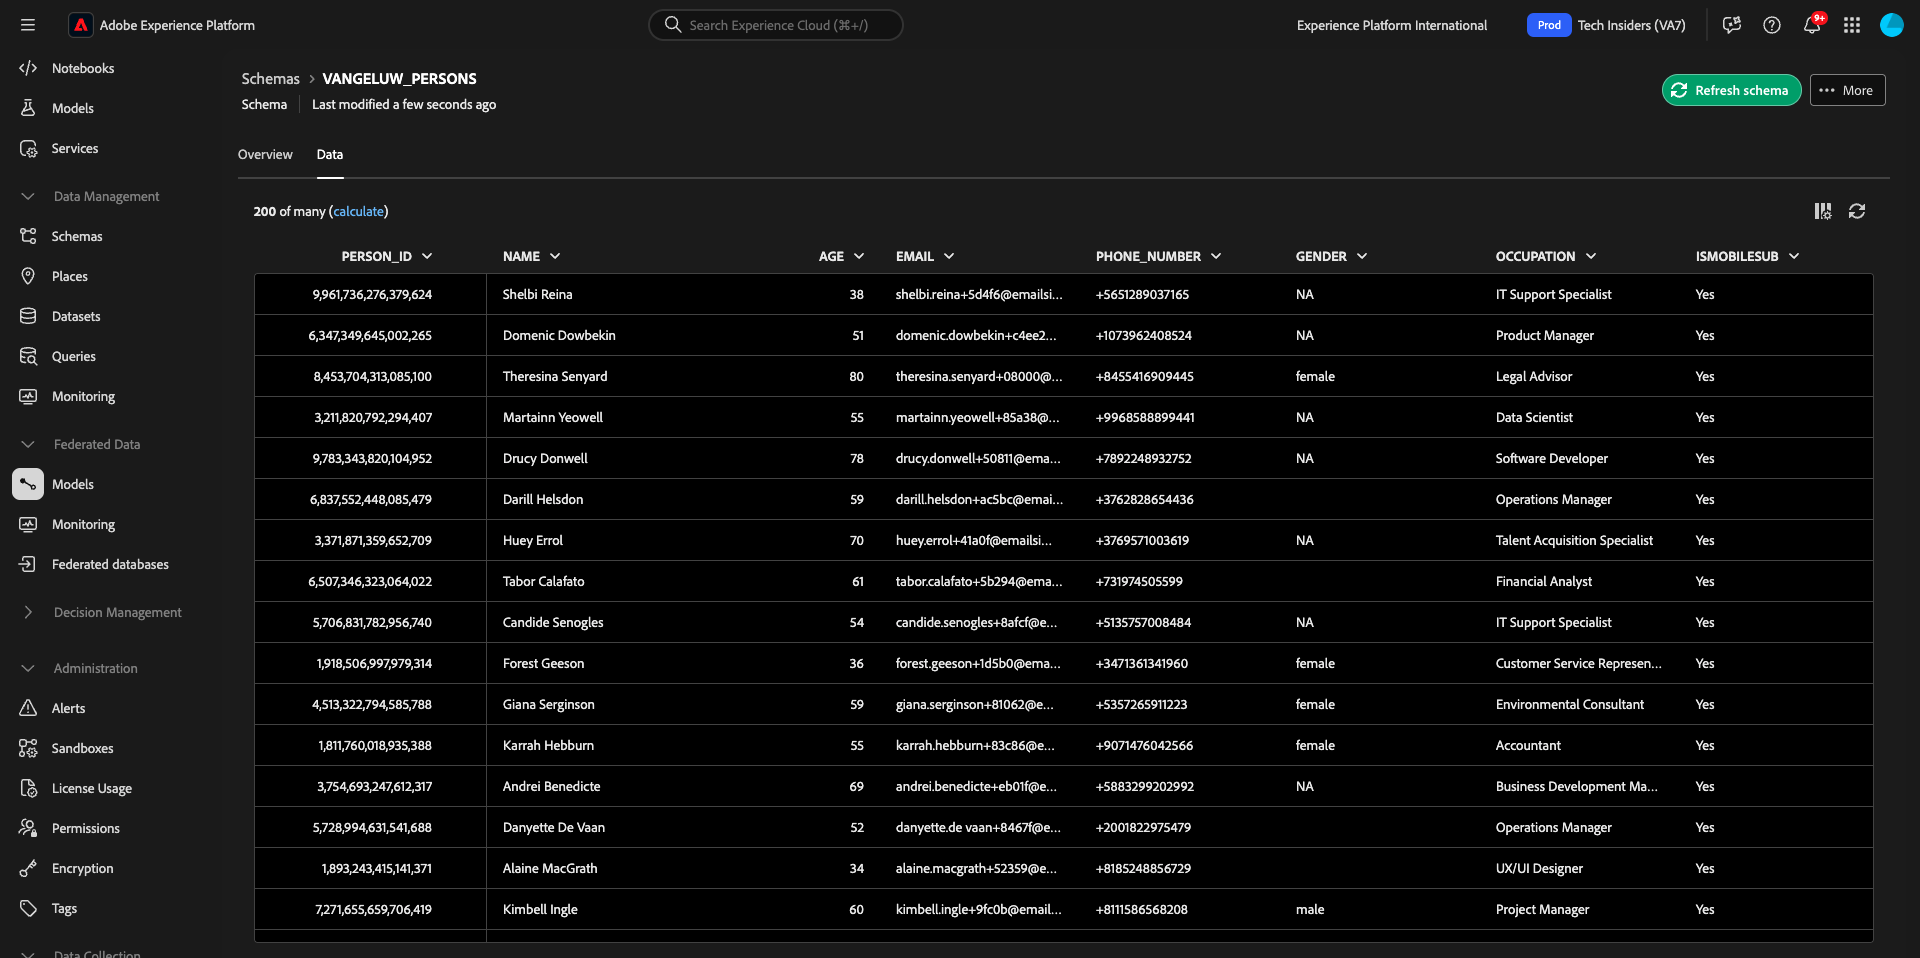 Adobe Experience Platform
Search Experience Cloud (⌘+/)
Experience Platform International
Prod
Tech Insiders (VA7)
9+
Notebooks
Models
Services
Data Management
Schemas
Places
Datasets
Queries
Monitoring
Federated Data
Models
Monitoring
Federated databases
Decision Management
Administration
Alerts
Sandboxes
License Usage
Permissions
Encryption
Tags
Data Collection
Schemas > VANGELUW_PERSONS
Schema Last modified a few seconds ago
Refresh schema
More
Overview Data
200 of many (calculate)
PERSON_ID NAME AGE EMAIL PHONE_NUMBER GENDER OCCUPATION ISMOBILESUB
9,961,736,276,379,624 Shelbi Reina 38 shelbi.reina+5d4f6@emailsi... +5651289037165 NA IT Support Specialist Yes
6,347,349,645,002,265 Domenic Dowbekin 51 domenic.dowbekin+c4ee2... +1073962408524 NA Product Manager Yes
8,453,704,313,085,100 Theresina Senyard 80 theresina.senyard+08000@... +8455416909445 female Legal Advisor Yes
3,211,820,792,294,407 Martainn Yeowell 55 martainn.yeowell+85a38@... +9968588899441 NA Data Scientist Yes
9,783,343,820,104,952 Drucy Donwell 78 drucy.donwell+50811@ema... +7892248932752 NA Software Developer Yes
6,837,552,448,085,479 Darill Helsdon 59 darill.helsdon+ac5bc@emai... +3762828654436 Operations Manager Yes
3,371,871,359,652,709 Huey Errol 70 huey.errol+41a0f@emailsi... +3769571003619 NA Talent Acquisition Specialist Yes
6,507,346,323,064,022 Tabor Calafato 61 tabor.calafato+5b294@ema... +731974505599 Financial Analyst Yes
5,706,831,782,956,740 Candide Senogles 54 candide.senogles+8afcf@e... +5135757008484 NA IT Support Specialist Yes
1,918,506,997,979,314 Forest Geeson 36 forest.geeson+1d5b0@ema... +3471361341960 female Customer Service Represen... Yes
4,513,322,794,585,788 Giana Serginson 59 giana.serginson+81062@e... +5357265911223 female Environmental Consultant Yes
1,811,760,018,935,388 Karrah Hebburn 55 karrah.hebburn+83c86@e... +9071476042566 female Accountant Yes
3,754,693,247,612,317 Andrei Benedicte 69 andrei.benedicte+eb01f@e... +5883299202992 NA Business Development Ma... Yes
5,728,994,631,541,688 Danyette De Vaan 52 danyette.de vaan+8467f@e... +2001822975479 Operations Manager Yes
1,893,243,415,141,371 Alaine MacGrath 34 alaine.macgrath+52359@e... +8185248856729 UX/UI Designer Yes
7,271,655,659,706,419 Kimbell Ingle 60 kimbell.ingle+9fc0b@email... +8111586568208 male Project Manager Yes